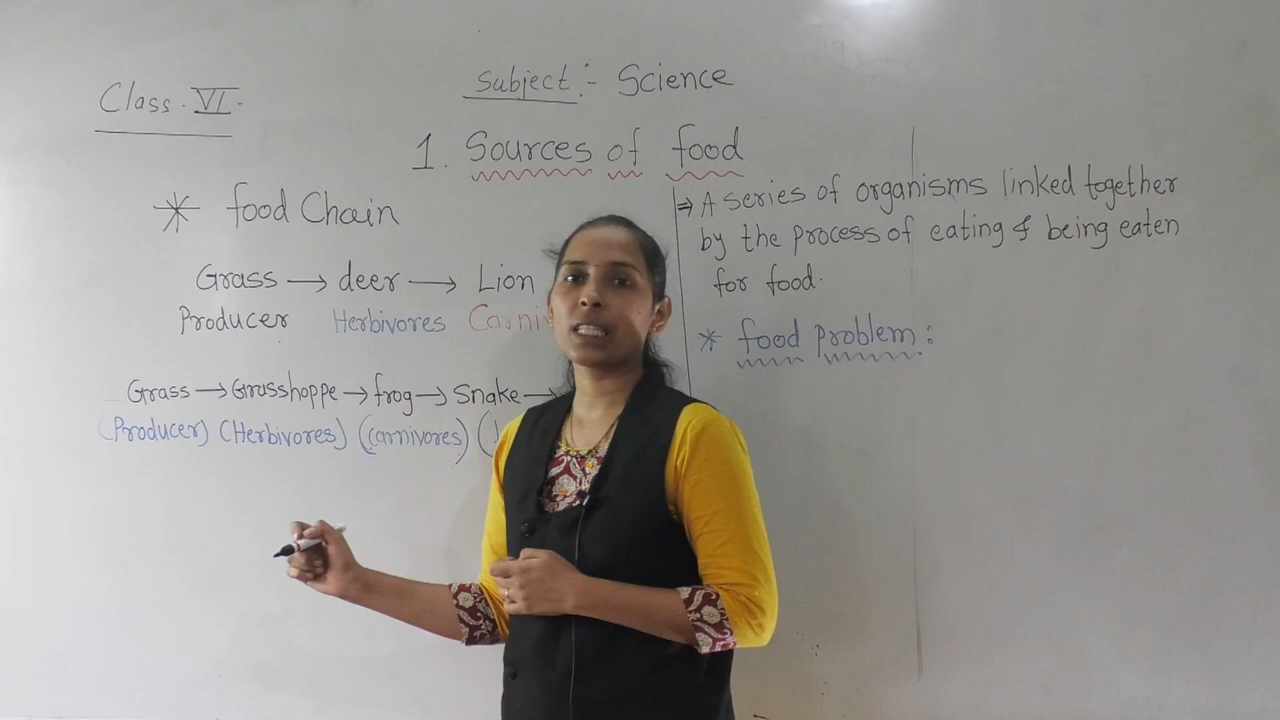 Class. VI.
Subject:- Science
1. Sources of food
* food Chain
Grass → deer → Lion
Producer Herbivores Carni
Grass → Grasshoppe → frog → Snake →
(Producer) (Herbivores) (carnivores) (
⇒ A series of organisms linked together
by the process of eating & being eaten
for food.
* food problem: